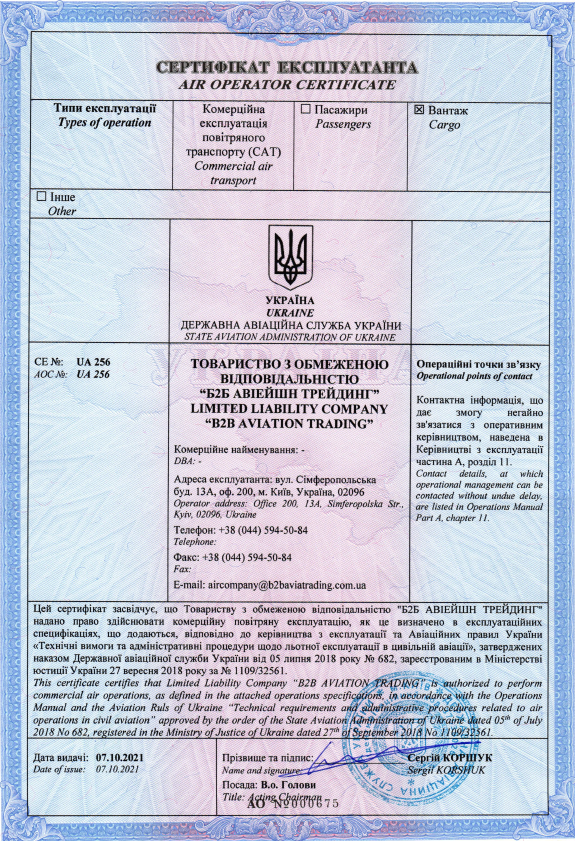 СЕРТИФІКАТ ЕКСПЛУАТАНТА
AIR OPERATOR CERTIFICATE
Типи експлуатації
Types of operation
Комерційна
експлуатація
повітряного
транспорту (САТ)
Commercial air
transport
☐ Пасажири
Passengers
☒ Вантаж
Cargo
☐ Інше
Other
УКРАЇНА
UKRAINE
ДЕРЖАВНА АВІАЦІЙНА СЛУЖБА УКРАЇНИ
STATE AVIATION ADMINISTRATION OF UKRAINE
СЕ №: UA 256
AOC №: UA 256
ТОВАРИСТВО З ОБМЕЖЕНОЮ
ВІДПОВІДАЛЬНІСТЮ
“Б2Б АВІЕЙШН ТРЕЙДИНГ”
LIMITED LIABILITY COMPANY
“B2B AVIATION TRADING”
Комерційне найменування: -
DBA: -
Адреса експлуатанта: вул. Сімферопольська
буд. 13А, оф. 200, м. Київ, Україна, 02096
Operator address: Office 200, 13A, Simferopolska Str.,
Kyiv, 02096, Ukraine
Телефон: +38 (044) 594-50-84
Telephone:
Факс: +38 (044) 594-50-84
Fax:
E-mail: aircompany@b2baviatrading.com.ua
Операційні точки зв’язку
Operational points of contact
Контактна інформація, що
дає змогу негайно
зв'язатися з оперативним
керівництвом, наведена в
Керівництві з експлуатації
частина А, розділ 11.
Contact details, at which
operational management can be
contacted without undue delay,
are listed in Operations Manual
Part A, chapter 11.
Цей сертифікат засвідчує, що Товариству з обмеженою відповідальністю "Б2Б АВІЕЙШН ТРЕЙДИНГ"
надано право здійснювати комерційну повітряну експлуатацію, як це визначено в експлуатаційних
специфікаціях, що додаються, відповідно до керівництва з експлуатації та Авіаційних правил України
«Технічні вимоги та адміністративні процедури щодо льотної експлуатації в цивільній авіації», затверджених
наказом Державної авіаційної служби України від 05 липня 2018 року № 682, зареєстрованим в Міністерстві
юстиції України 27 вересня 2018 року за № 1109/32561.
This certificate certifies that Limited Liability Company “B2B AVIATION TRADING” is authorized to perform
commercial air operations, as defined in the attached operations specifications, in accordance with the Operations
Manual and the Aviation Ruls of Ukraine “Technical requirements and administrative procedures related to air
operations in civil aviation” approved by the order of the State Aviation Administration of Ukraine dated 05th of July
2018 No 682, registered in the Ministry of Justice of Ukraine dated 27th of September 2018 No 1109/32561.
Дата видачі: 07.10.2021
Date of issue: 07.10.2021
Прізвище та підпис: Сергій КОРШУК
Name and signature: Sergii KORSHUK
Посада: В.о. Голови
Title: Acting Chairman
АО №000675